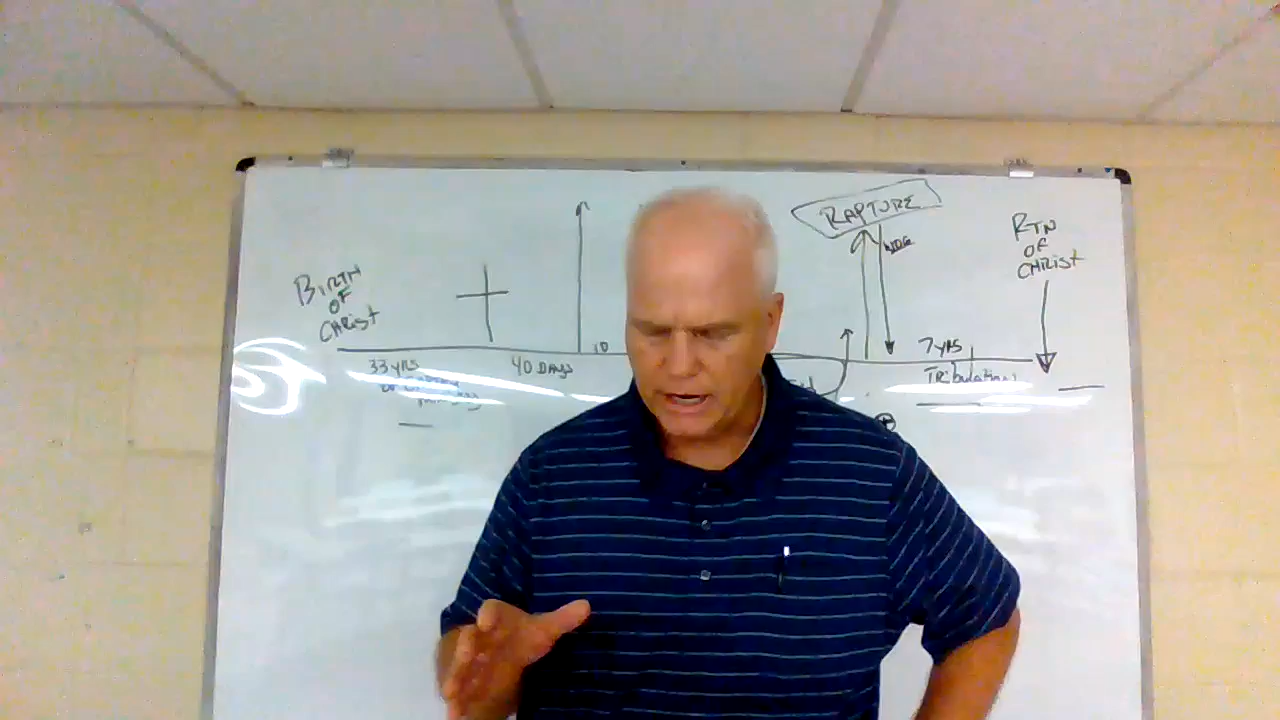 BIRTH
OF
CHRIST
33 YRS
40 DAYS
10
RAPTURE
7 YRS
TRIBULATION
RTN
OF
CHRIST